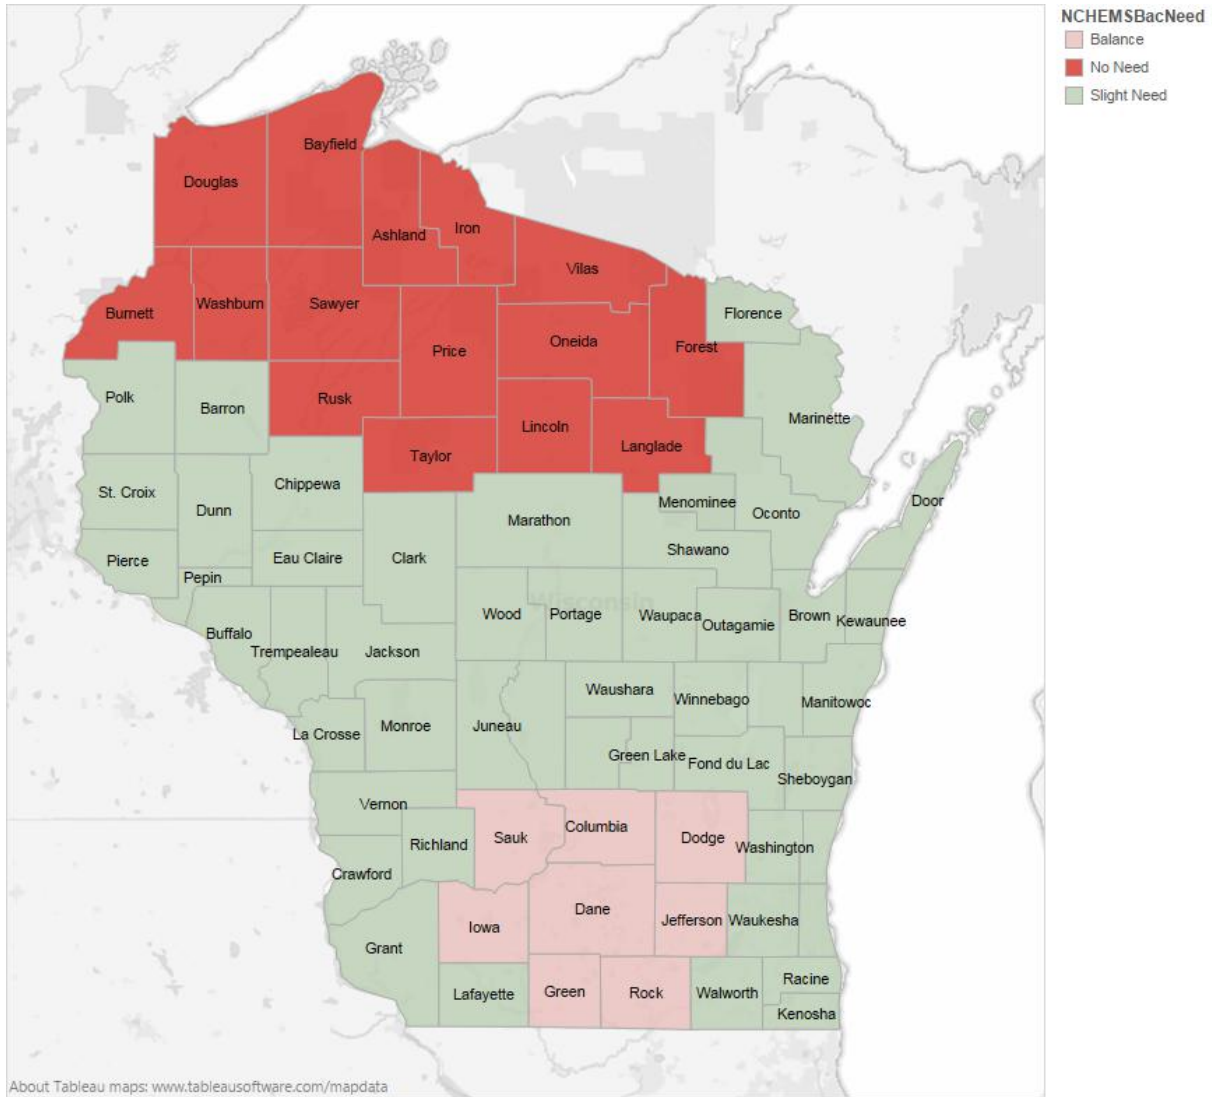 NCHEMSBacNeed
Balance
No Need
Slight Need
Bayfield
Douglas
Iron
Ashland
Vilas
Washburn
Sawyer
Burnett
Florence
Oneida
Forest
Price
Polk
Rusk
Barron
Marinette
Lincoln
Langlade
Taylor
Chippewa
St. Croix
Door
Menominee
Dunn
Oconto
Marathon
Shawano
Eau Claire
Clark
Pierce
Pepin
Wisconsin
Wood
Portage
Waupaca
Brown
Kewaunee
Outagamie
Buffalo
Trempealeau
Jackson
Waushara
Winnebago
Manitowoc
Monroe
Juneau
La Crosse
Green Lake
Fond du Lac
Sheboygan
Vernon
Columbia
Sauk
Dodge
Richland
Washington
Crawford
Dane
Jefferson
Waukesha
Iowa
Grant
Racine
Green
Rock
Walworth
Lafayette
Kenosha
About Tableau maps: www.tableausoftware.com/mapdata